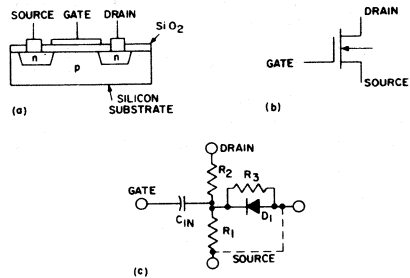 SOURCE GATE DRAIN
SiO2
n n
p
SILICON
SUBSTRATE
(a)
DRAIN
GATE
SOURCE
(b)
DRAIN
R2
R3
GATE
CIN
D1
R1
SOURCE
(c)